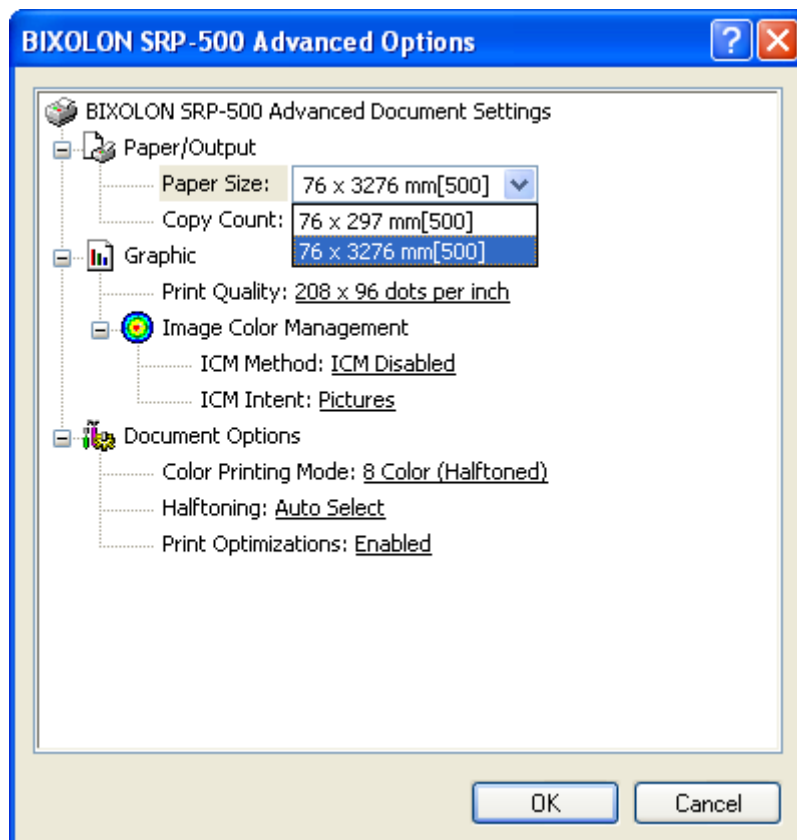 BIXOLON SRP-500 Advanced Options
BIXOLON SRP-500 Advanced Document Settings
Paper/Output
Paper Size: 76 x 3276 mm[500]
Copy Count: 76 x 297 mm[500]
76 x 3276 mm[500]
Graphic
Print Quality: 208 x 96 dots per inch
Image Color Management
ICM Method: ICM Disabled
ICM Intent: Pictures
Document Options
Color Printing Mode: 8 Color (Halftoned)
Halftoning: Auto Select
Print Optimizations: Enabled
OK Cancel